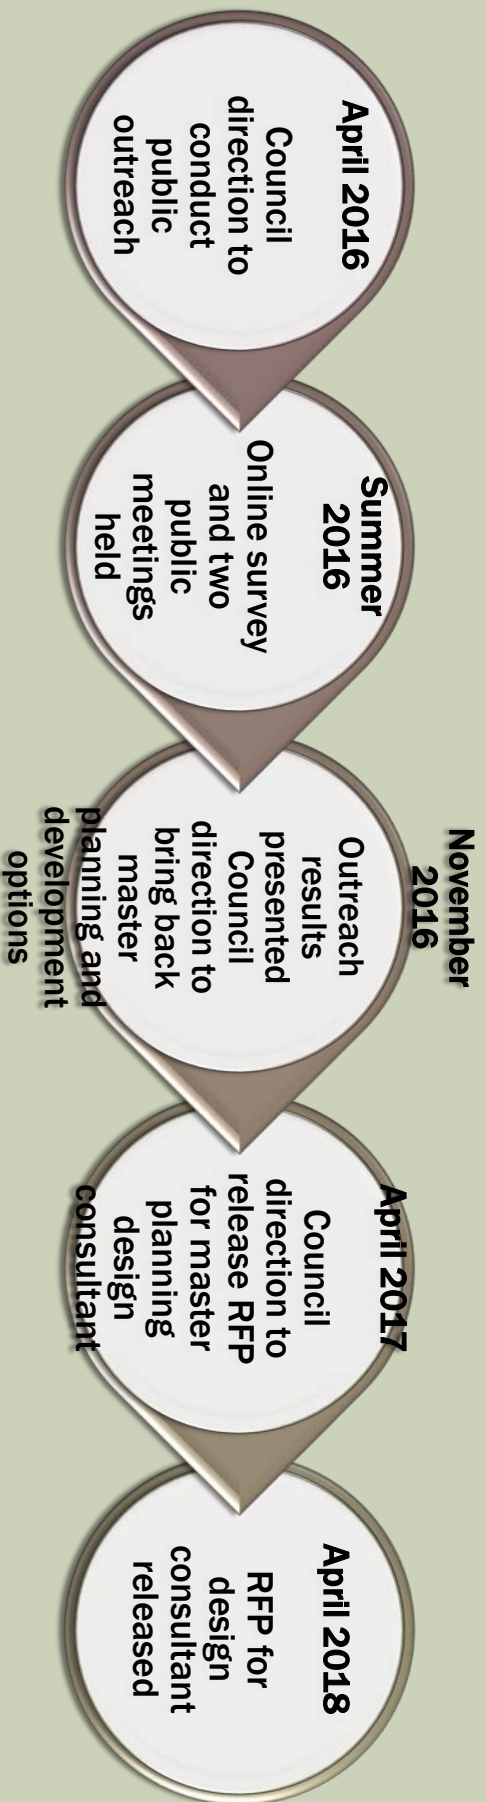 April 2016
Council
direction to
conduct
public
outreach
Summer
2016
Online survey
and two
public
meetings
held
November
2016
Outreach
results
presented
Council
direction to
bring back
master
planning and
development
options
April 2017
Council
direction to
release RFP
for master
planning
design
consultant
April 2018
RFP for
design
consultant
released